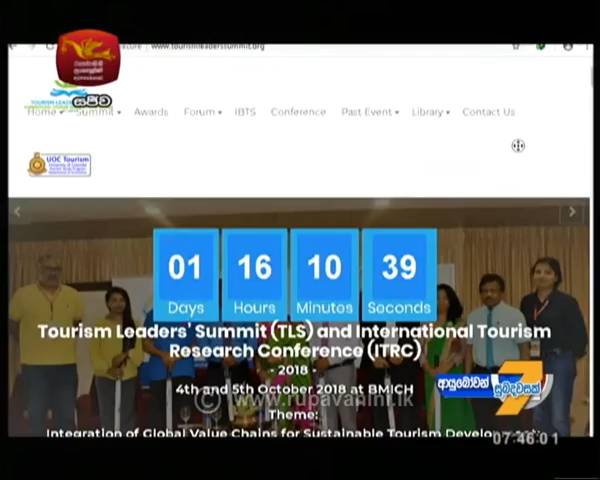 www.tourismleaderssummit.org
සජීව
Home Summit Awards Forum IBTS Conference Past Event Library Contact Us
UOC Tourism
01 16 10 39
Days Hours Minutes Seconds
Tourism Leaders' Summit (TLS) and International Tourism
Research Conference (ITRC)
- 2018 -
4th and 5th October 2018 at BMICH
© www.rupavahini.lk
Theme:
Integration of Global Value Chains for Sustainable Tourism
ආයුබෝවන් සුබදවසක් 7
07:46:01